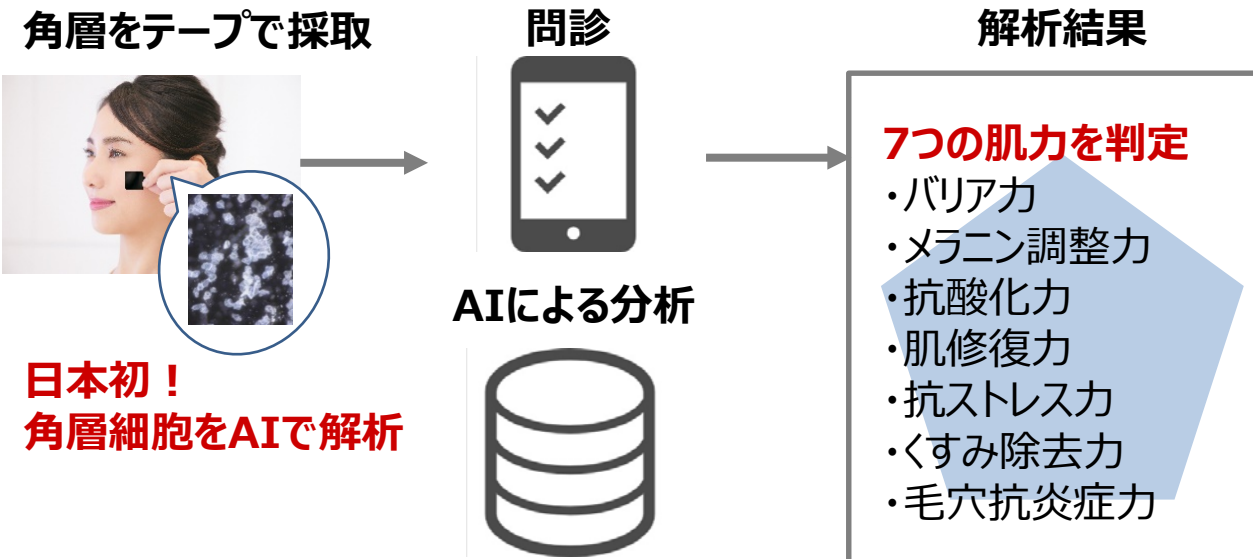 角層をテープで採取
問診
AIによる分析
日本初！
角層細胞をAIで解析
解析結果
7つの肌力を判定
・バリア力
・メラニン調整力
・抗酸化力
・肌修復力
・抗ストレス力
・くすみ除去力
・毛穴抗炎症力